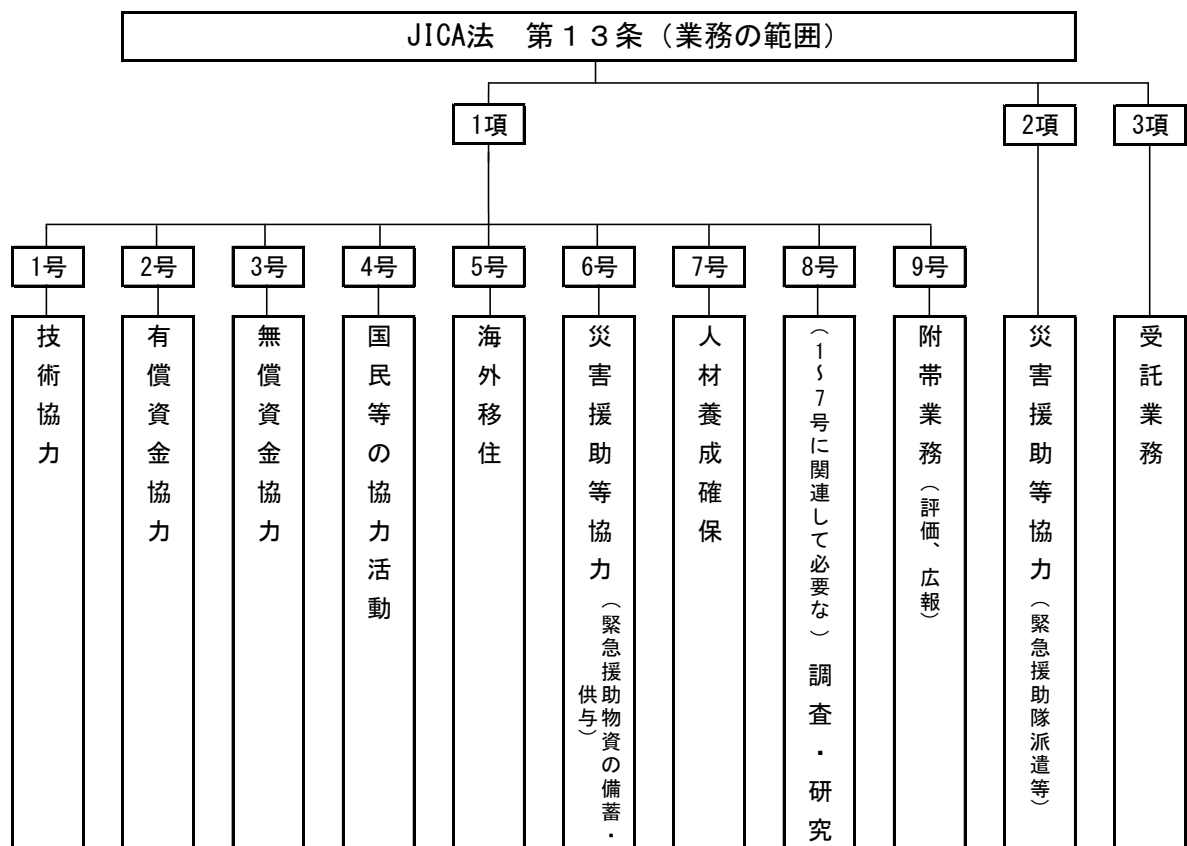 JICA法 第１３条（業務の範囲）
1項
2項
3項
1号
2号
3号
4号
5号
6号
7号
8号
9号
技術協力
有償資金協力
無償資金協力
国民等の協力活動
海外移住
災害援助等協力（緊急援助物資の備蓄・
供与）
人材養成確保
（1～7号に関連して必要な）調査・研究
附帯業務（評価、広報）
災害援助等協力（緊急援助隊派遣等）
受託業務